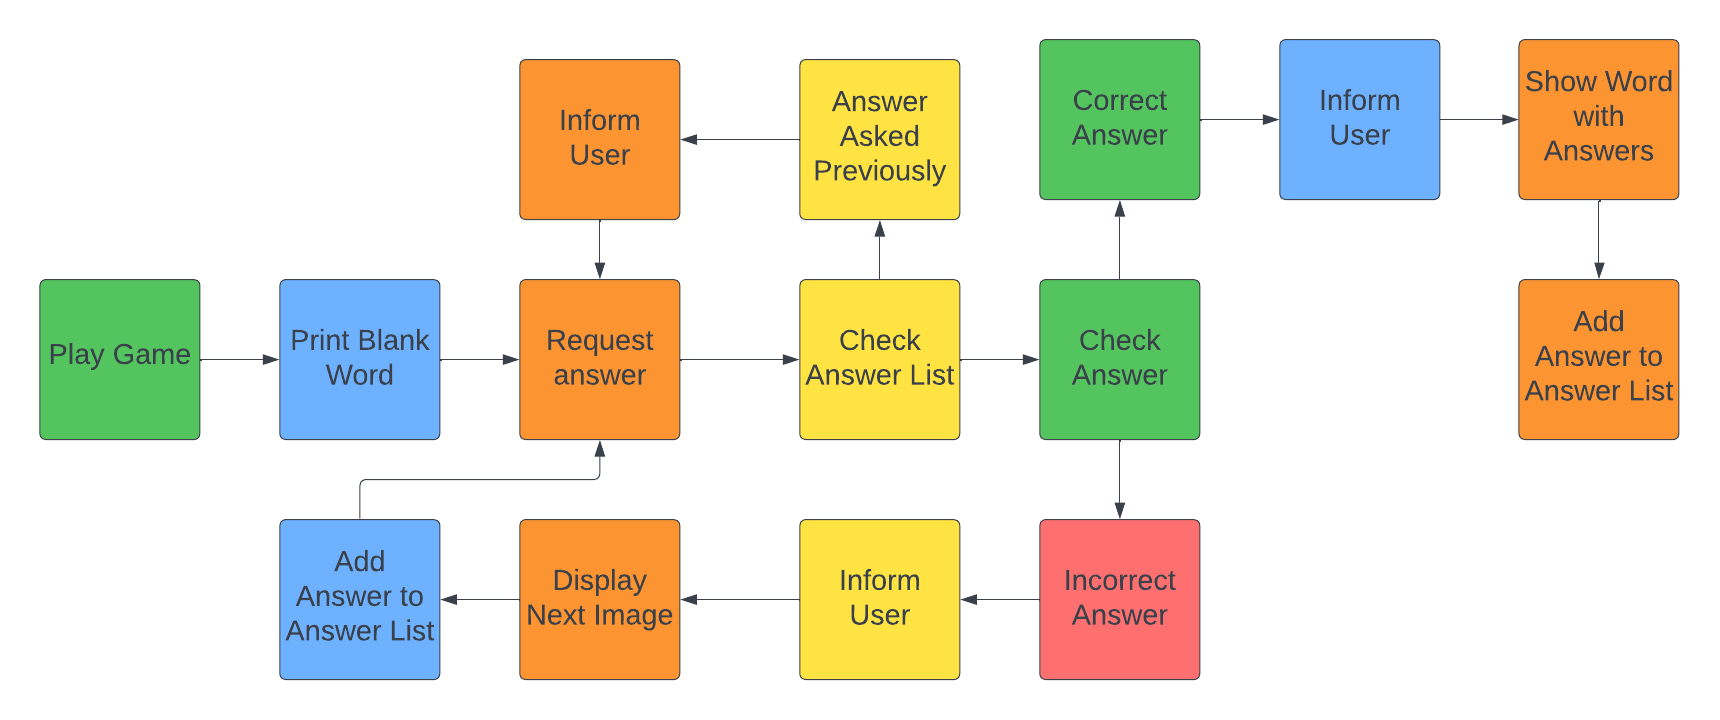 Inform
User
Answer
Asked
Previously
Correct
Answer
Inform
User
Show Word
with
Answers
Play Game
Print Blank
Word
Request
answer
Check
Answer List
Check
Answer
Add
Answer to
Answer List
Add
Answer to
Answer List
Display
Next Image
Inform
User
Incorrect
Answer